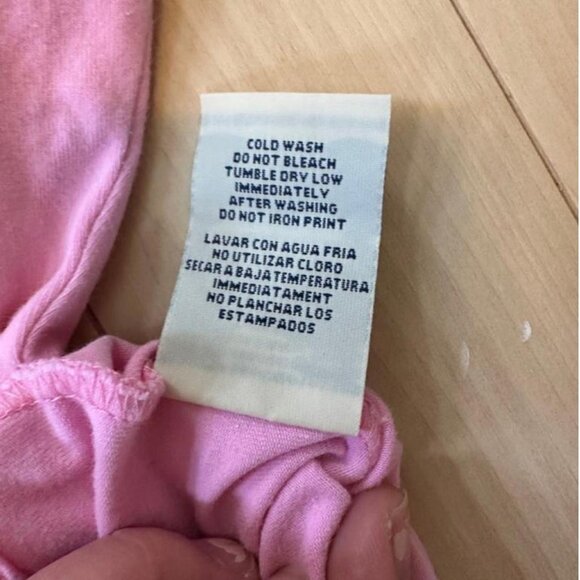 COLD WASH
DO NOT BLEACH
TUMBLE DRY LOW
IMMEDIATELY
AFTER WASHING
DO NOT IRON PRINT
LAVAR CON AGUA FRIA
NO UTILIZAR CLORO
SECAR A BAJA TEMPERATURA
IMMEDIATAMENT
NO PLANCHAR LOS
ESTAMPADOS